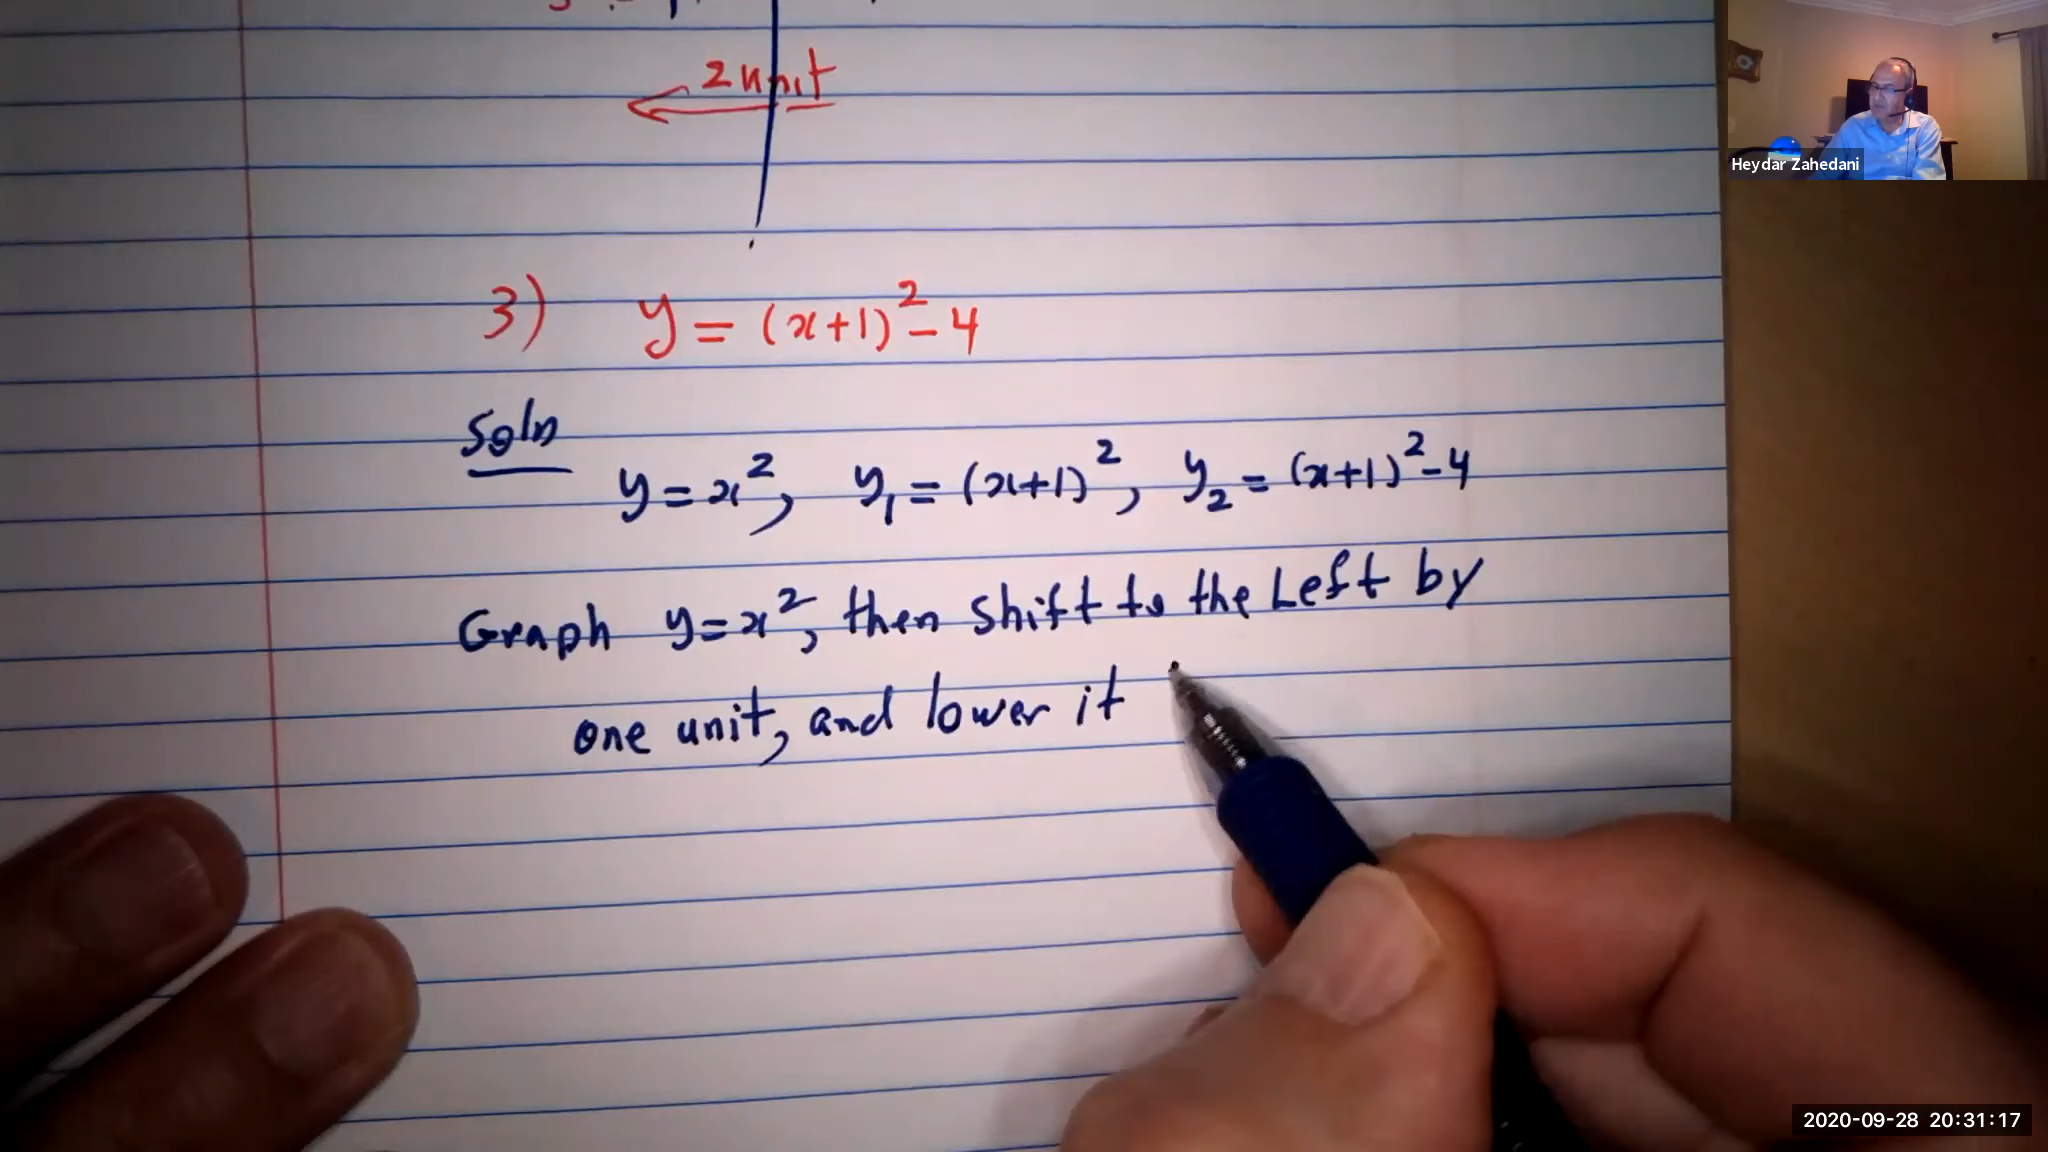 2 unit
Heydar Zahedani
3) y = (x+1)² - 4
Soln
y = x², y₁ = (x+1)², y₂ = (x+1)² - 4
Graph y = x², then shift to the Left by
one unit, and lower it
2020-09-28 20:31:17